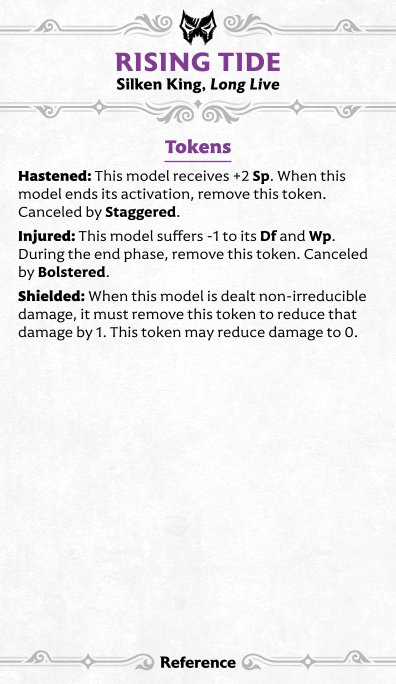 RISING TIDE
Silken King, Long Live
Tokens
Hastened: This model receives +2 Sp. When this
model ends its activation, remove this token.
Canceled by Staggered.
Injured: This model suffers -1 to its Df and Wp.
During the end phase, remove this token. Canceled
by Bolstered.
Shielded: When this model is dealt non-irreducible
damage, it must remove this token to reduce that
damage by 1. This token may reduce damage to 0.
Reference